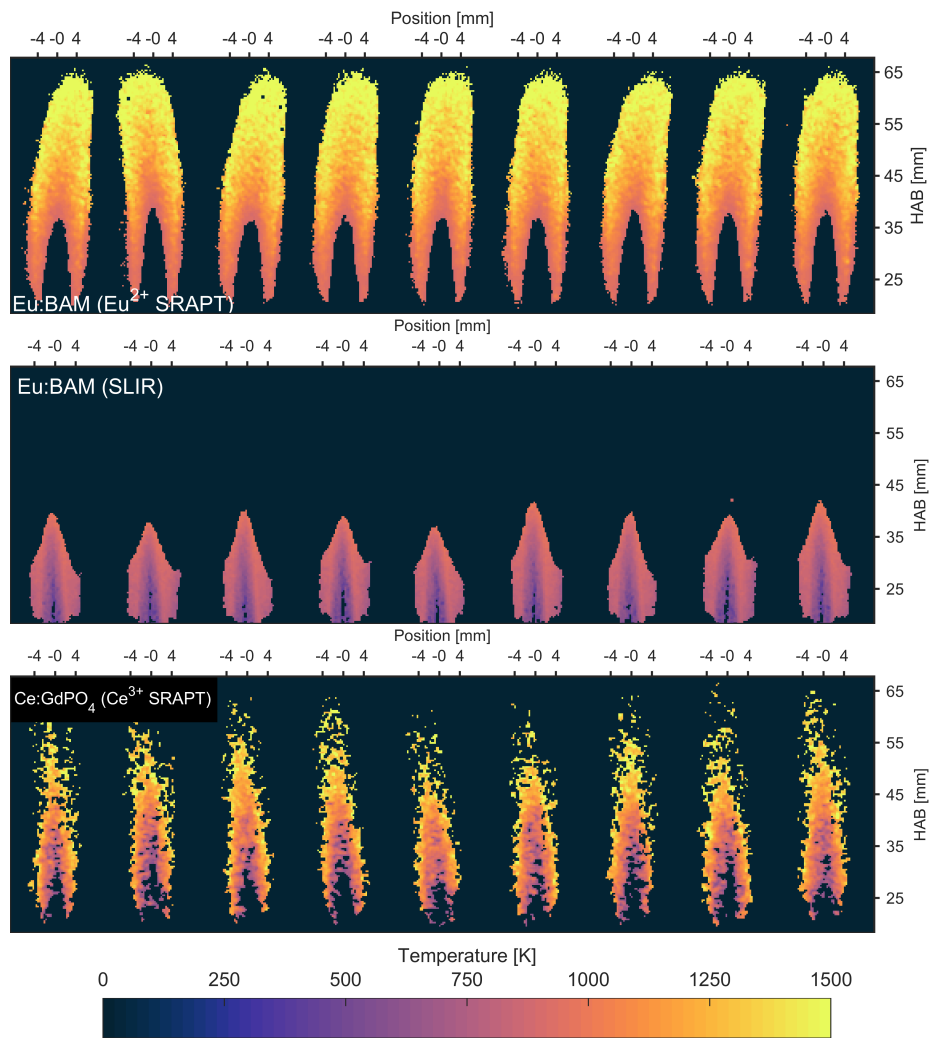 Position [mm]
-4 -0 4 -4 -0 4 -4 -0 4 -4 -0 4 -4 -0 4 -4 -0 4 -4 -0 4 -4 -0 4 -4 -0 4
65
55
45
35
25
HAB [mm]
Eu:BAM (Eu2+ SRAPT)
Position [mm]
-4 -0 4 -4 -0 4 -4 -0 4 -4 -0 4 -4 -0 4 -4 -0 4 -4 -0 4 -4 -0 4 -4 -0 4
Eu:BAM (SLIR)
65
55
45
35
25
HAB [mm]
Position [mm]
-4 -0 4 -4 -0 4 -4 -0 4 -4 -0 4 -4 -0 4 -4 -0 4 -4 -0 4 -4 -0 4 -4 -0 4
Ce:GdPO4 (Ce3+ SRAPT)
65
55
45
35
25
HAB [mm]
Temperature [K]
0 250 500 750 1000 1250 1500